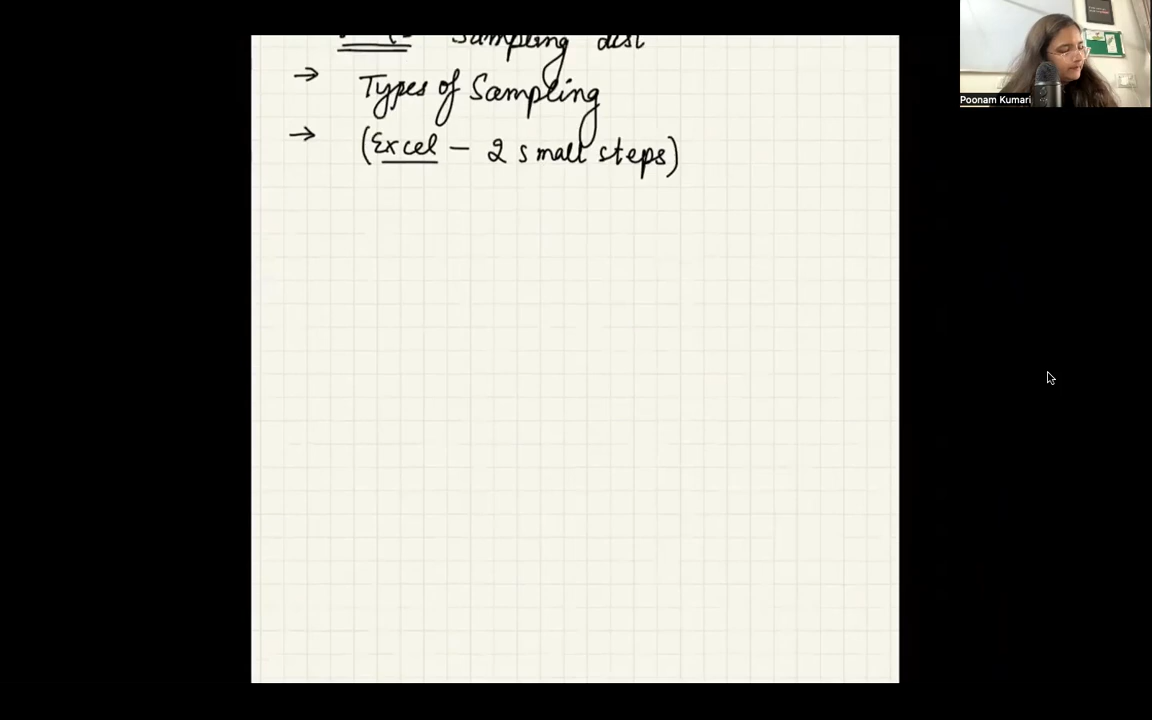 Sampling dist
→ Types of Sampling
→ (Excel - 2 small steps)
Poonam Kumari